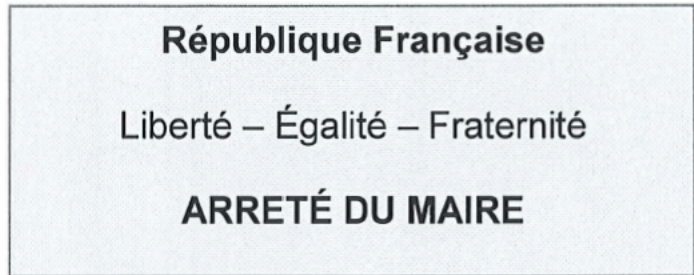 République Française
Liberté – Égalité – Fraternité
ARRETÉ DU MAIRE